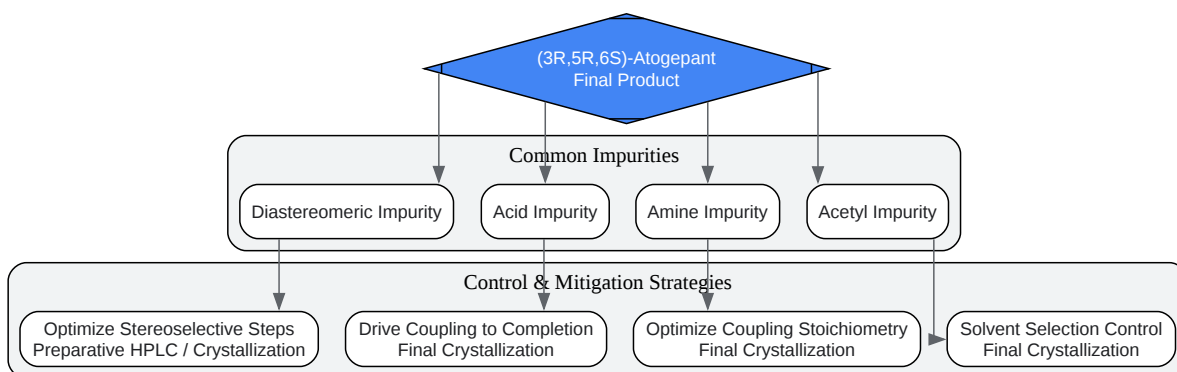 (3R,5R,6S)-Atogepant
Final Product
Common Impurities
Diastereomeric Impurity
Acid Impurity
Amine Impurity
Acetyl Impurity
Control & Mitigation Strategies
Optimize Stereoselective Steps
Preparative HPLC / Crystallization
Drive Coupling to Completion
Final Crystallization
Optimize Coupling Stoichiometry
Final Crystallization
Solvent Selection Control
Final Crystallization